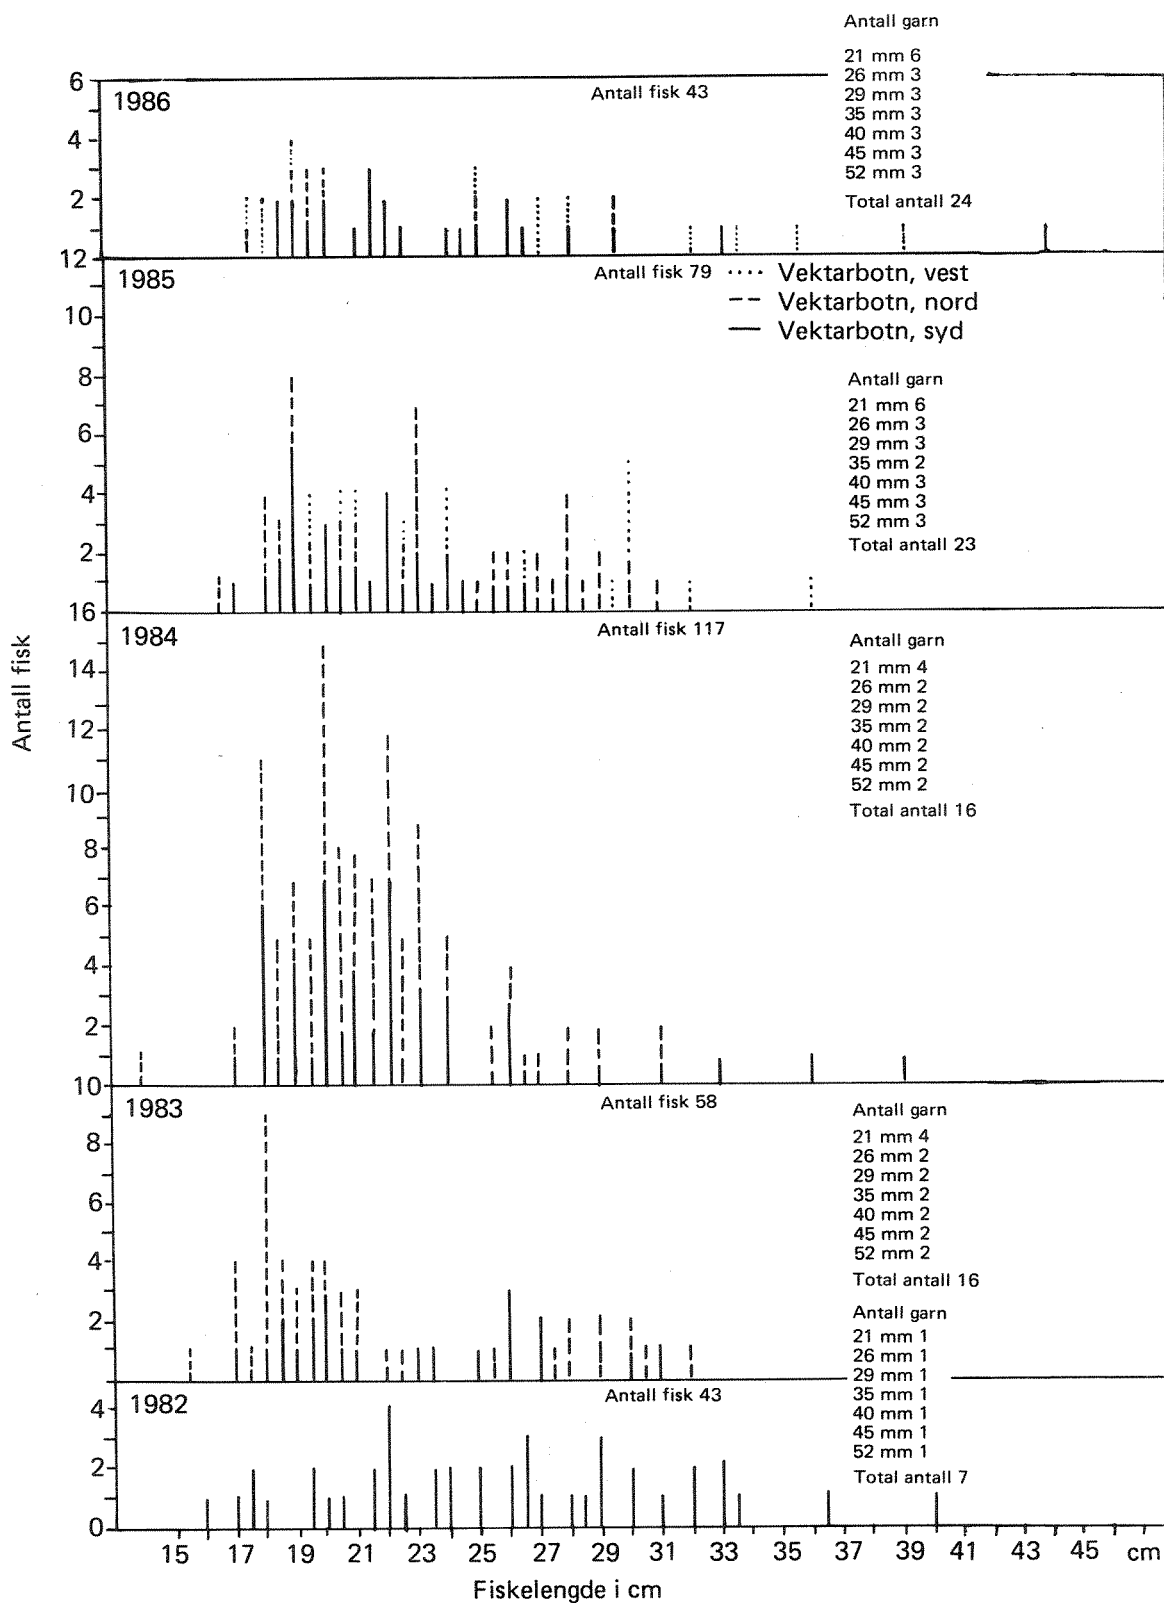 Antall garn
21 mm 6
26 mm 3
29 mm 3
35 mm 3
40 mm 3
45 mm 3
52 mm 3
Total antall 24
6
1986
Antall fisk 43
4
2
12
1985
Antall fisk 79
.... Vektarbotn, vest
--- Vektarbotn, nord
— Vektarbotn, syd
10
8
6
4
2
Antall garn
21 mm 6
26 mm 3
29 mm 3
35 mm 2
40 mm 3
45 mm 3
52 mm 3
Total antall 23
16
1984
Antall fisk 117
14
12
10
8
6
4
2
Antall garn
21 mm 4
26 mm 2
29 mm 2
35 mm 2
40 mm 2
45 mm 2
52 mm 2
Total antall 16
Antall fisk
10
1983
Antall fisk 58
8
6
4
2
Antall garn
21 mm 4
26 mm 2
29 mm 2
35 mm 2
40 mm 2
45 mm 2
52 mm 2
Total antall 16
1982
Antall fisk 43
4
2
0
Antall garn
21 mm 1
26 mm 1
29 mm 1
35 mm 1
40 mm 1
45 mm 1
52 mm 1
Total antall 7
15 17 19 21 23 25 27 29 31 33 35 37 39 41 43 45 cm
Fiskelengde i cm